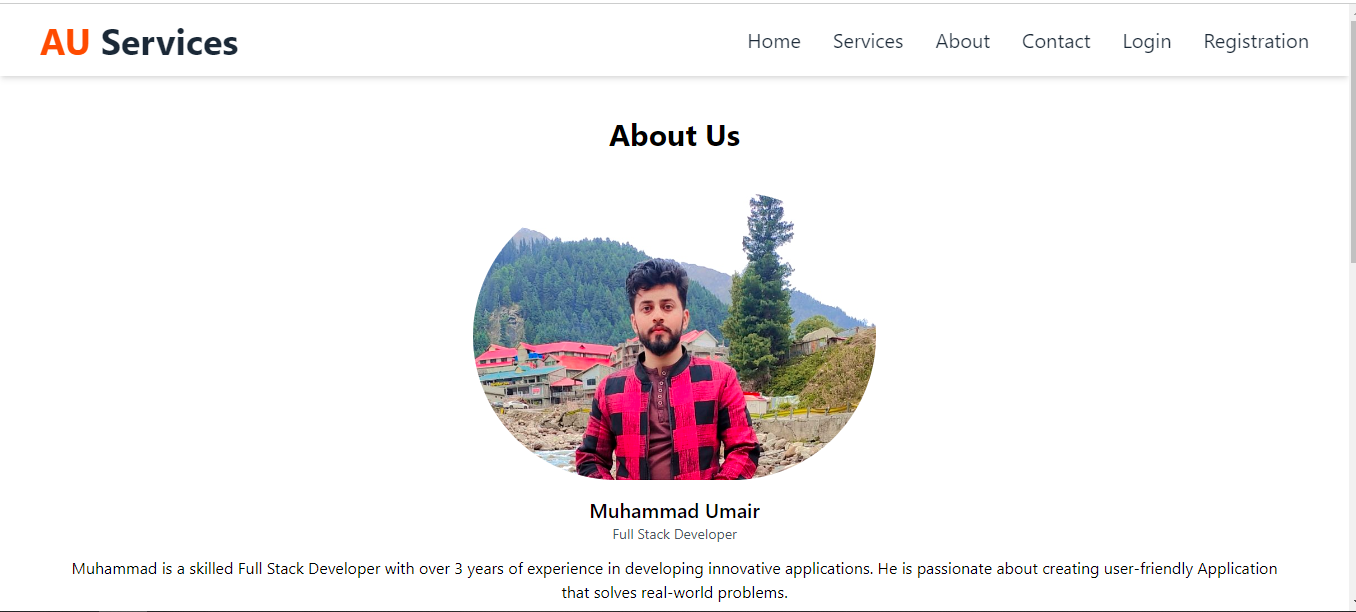 AU Services
Home Services About Contact Login Registration
About Us
Muhammad Umair
Full Stack Developer
Muhammad is a skilled Full Stack Developer with over 3 years of experience in developing innovative applications. He is passionate about creating user-friendly Application
that solves real-world problems.